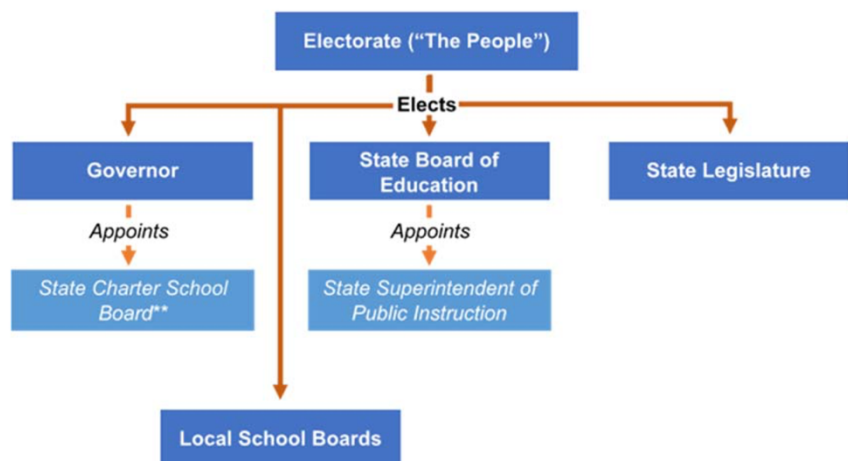 Electorate (“The People”)
Elects
Governor
State Board of
Education
State Legislature
Appoints
Appoints
State Charter School
Board**
State Superintendent of
Public Instruction
Local School Boards